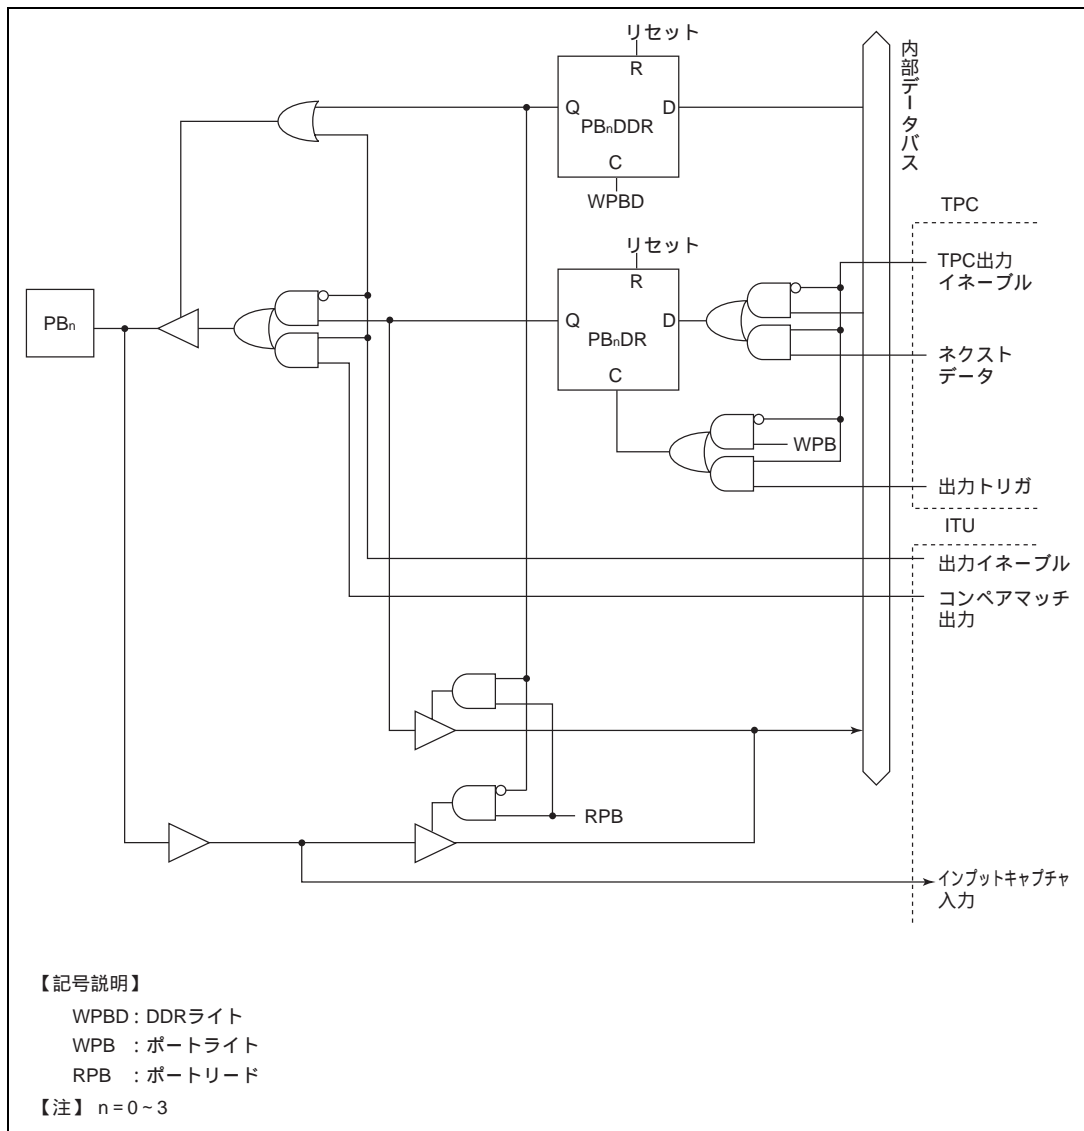 リセット
R
Q
D
PBnDDR
C
WPBD
内部データバス
TPC
リセット
R
Q
D
PBnDR
C
TPC出力
イネーブル
PBn
ネクスト
データ
WPB
出力トリガ
ITU
出力イネーブル
コンペアマッチ
出力
RPB
インプットキャプチャ
入力
【記号説明】
WPBD : DDRライト
WPB : ポートライト
RPB : ポートリード
【注】 n = 0 ~ 3